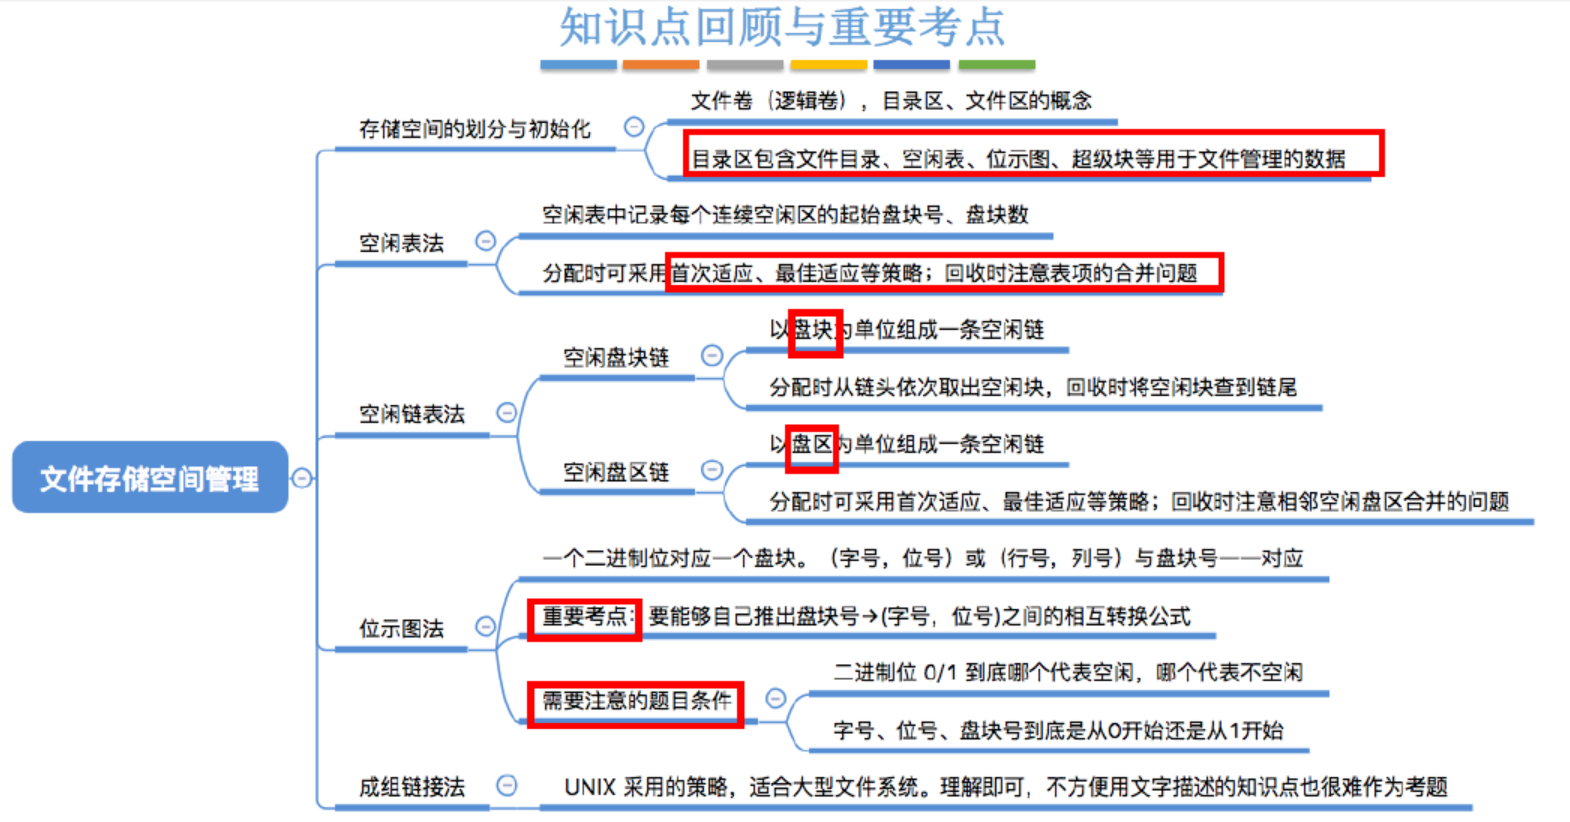 知识点回顾与重要考点
文件卷（逻辑卷），目录区、文件区的概念
存储空间的划分与初始化
目录区包含文件目录、空闲表、位示图、超级块等用于文件管理的数据
空闲表中记录每个连续空闲区的起始盘块号、盘块数
空闲表法
分配时可采用首次适应、最佳适应等策略；回收时注意表项的合并问题
以盘块为单位组成一条空闲链
空闲盘块链
分配时从链头依次取出空闲块，回收时将空闲块查到链尾
空闲链表法
以盘区为单位组成一条空闲链
空闲盘区链
分配时可采用首次适应、最佳适应等策略；回收时注意相邻空闲盘区合并的问题
文件存储空间管理
一个二进制位对应一个盘块。（字号，位号）或（行号，列号）与盘块号一一对应
重要考点：要能够自己推出盘块号→(字号，位号)之间的相互转换公式
位示图法
二进制位 0/1 到底哪个代表空闲，哪个代表不空闲
需要注意的题目条件
字号、位号、盘块号到底是从0开始还是从1开始
成组链接法
UNIX 采用的策略，适合大型文件系统。理解即可，不方便用文字描述的知识点也很难作为考题